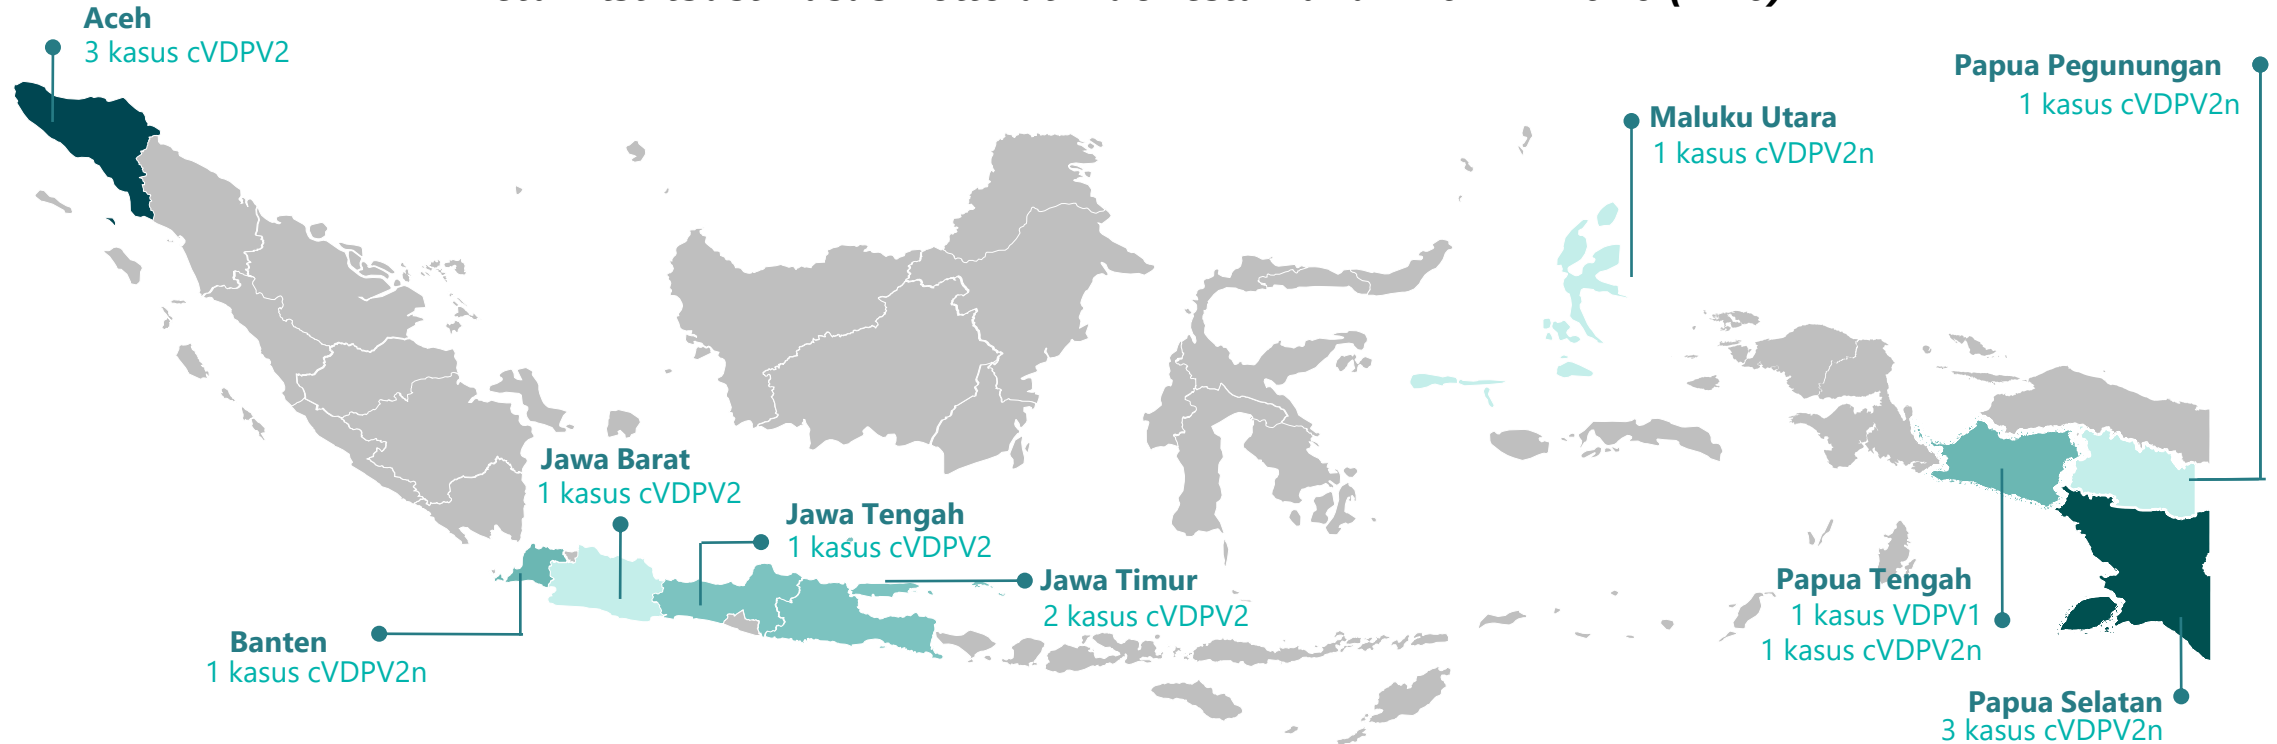 Aceh
3 kasus cVDPV2
Papua Pegunungan
1 kasus cVDPV2n
Maluku Utara
1 kasus cVDPV2n
Jawa Barat
1 kasus cVDPV2
Jawa Tengah
1 kasus cVDPV2
Jawa Timur
2 kasus cVDPV2
Banten
1 kasus cVDPV2n
Papua Tengah
1 kasus VDPV1
1 kasus cVDPV2n
Papua Selatan
3 kasus cVDPV2n